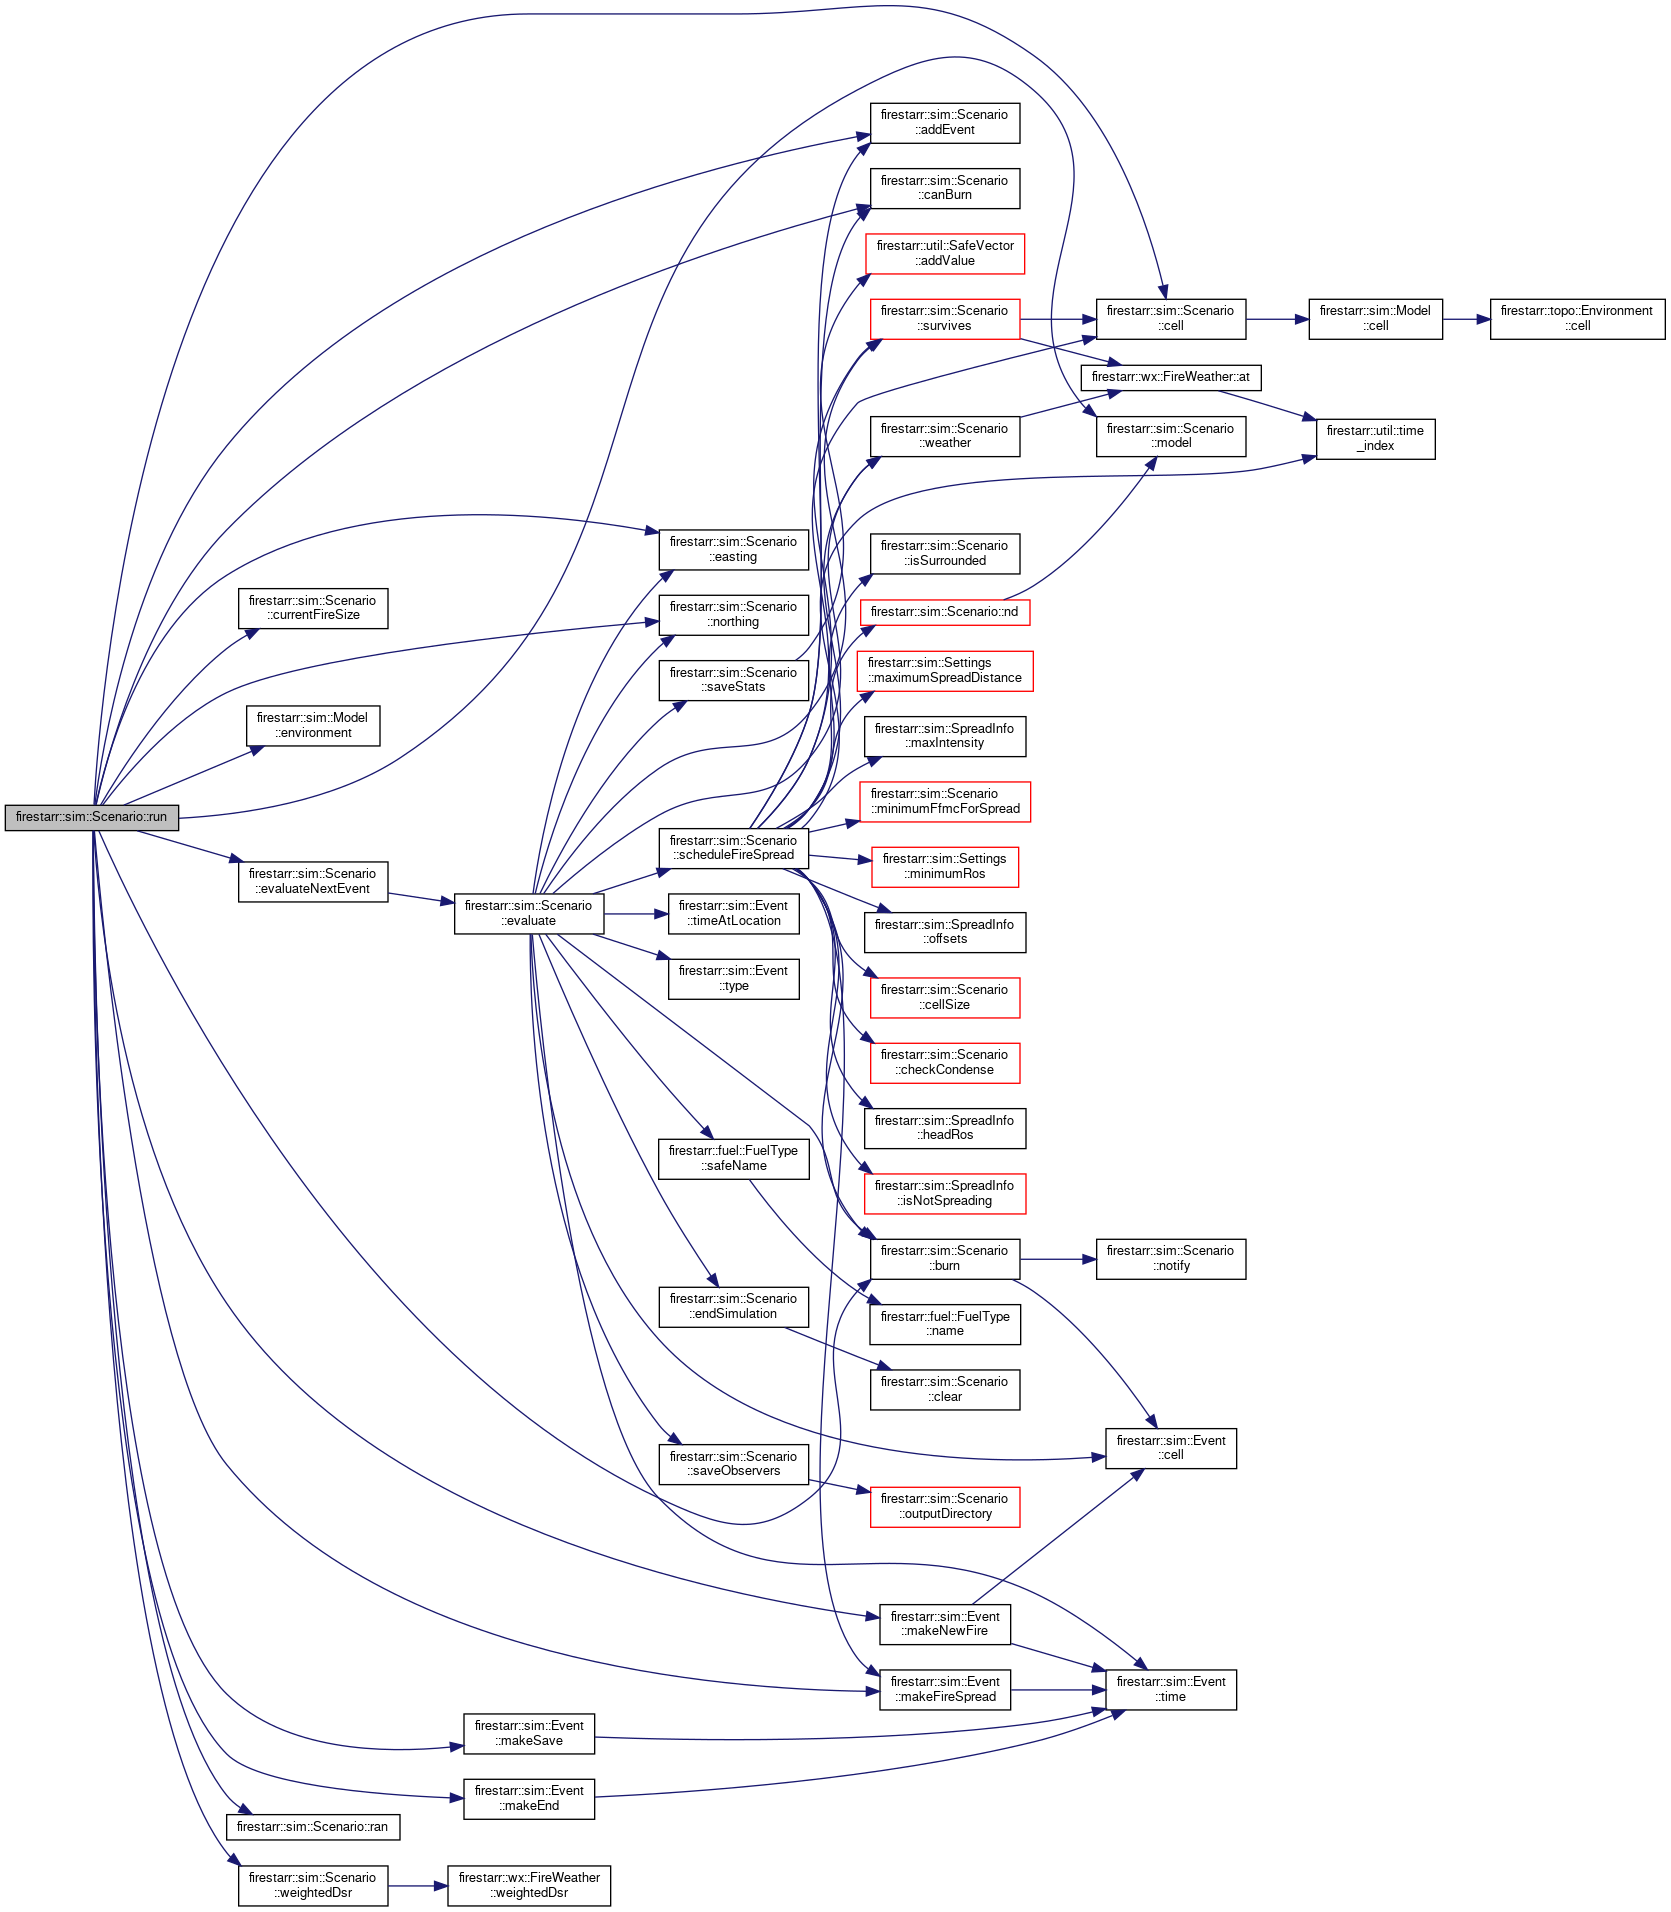 firestarr::sim::Scenario::run
firestarr::sim::Scenario
::currentFireSize
firestarr::sim::Model
::environment
firestarr::sim::Scenario
::evaluateNextEvent
firestarr::sim::Scenario::ran
firestarr::sim::Scenario
::weightedDsr
firestarr::sim::Scenario
::evaluate
firestarr::sim::Event
::makeSave
firestarr::sim::Event
::makeEnd
firestarr::wx::FireWeather
::weightedDsr
firestarr::sim::Scenario
::easting
firestarr::sim::Scenario
::northing
firestarr::sim::Scenario
::saveStats
firestarr::sim::Scenario
::scheduleFireSpread
firestarr::sim::Event
::timeAtLocation
firestarr::sim::Event
::type
firestarr::fuel::FuelType
::safeName
firestarr::sim::Scenario
::endSimulation
firestarr::sim::Scenario
::saveObservers
firestarr::sim::Scenario
::addEvent
firestarr::sim::Scenario
::canBurn
firestarr::util::SafeVector
::addValue
firestarr::sim::Scenario
::survives
firestarr::sim::Scenario
::weather
firestarr::sim::Scenario
::isSurrounded
firestarr::sim::Scenario::nd
firestarr::sim::Settings
::maximumSpreadDistance
firestarr::sim::SpreadInfo
::maxIntensity
firestarr::sim::Scenario
::minimumFfmcForSpread
firestarr::sim::Settings
::minimumRos
firestarr::sim::SpreadInfo
::offsets
firestarr::sim::Scenario
::cellSize
firestarr::sim::Scenario
::checkCondense
firestarr::sim::SpreadInfo
::headRos
firestarr::sim::SpreadInfo
::isNotSpreading
firestarr::sim::Scenario
::burn
firestarr::fuel::FuelType
::name
firestarr::sim::Scenario
::clear
firestarr::sim::Scenario
::outputDirectory
firestarr::sim::Event
::makeNewFire
firestarr::sim::Event
::makeFireSpread
firestarr::sim::Scenario
::cell
firestarr::wx::FireWeather::at
firestarr::sim::Scenario
::model
firestarr::sim::Scenario
::notify
firestarr::sim::Event
::cell
firestarr::sim::Event
::time
firestarr::sim::Model
::cell
firestarr::util::time
_index
firestarr::topo::Environment
::cell